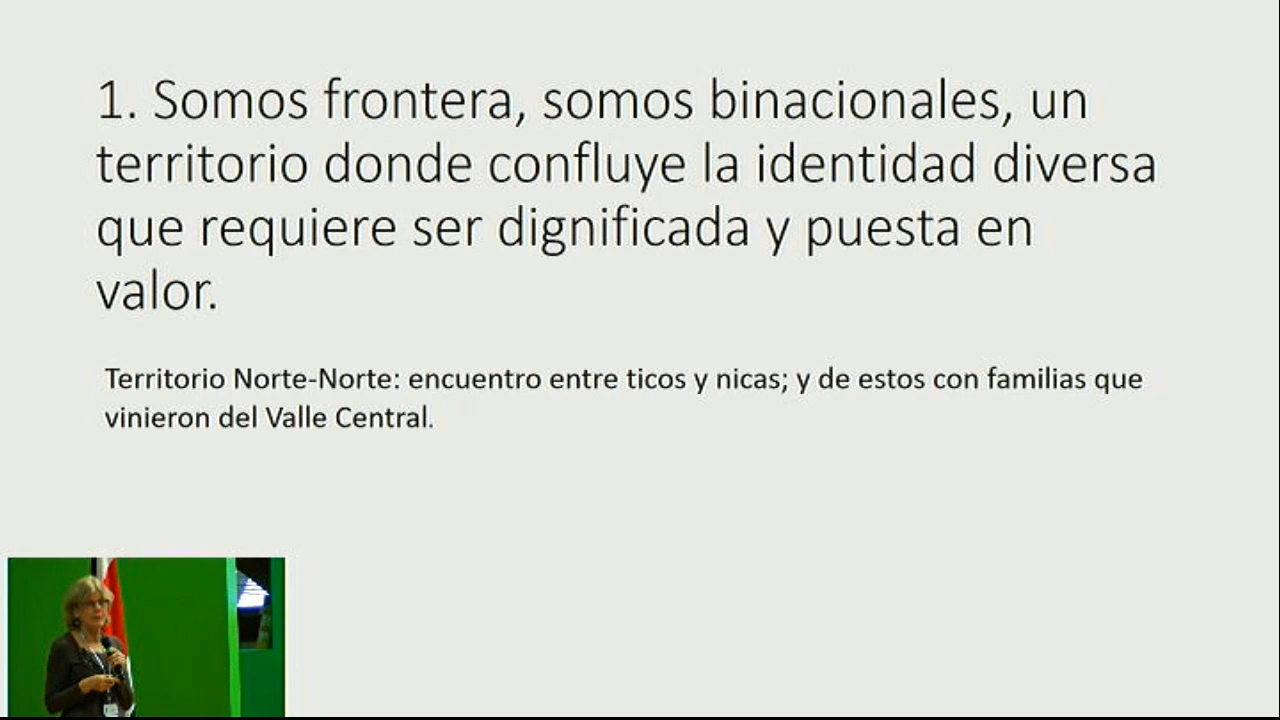 1. Somos frontera, somos binacionales, un
territorio donde confluye la identidad diversa
que requiere ser dignificada y puesta en
valor.
Territorio Norte-Norte: encuentro entre ticos y nicas; y de estos con familias que
vinieron del Valle Central.